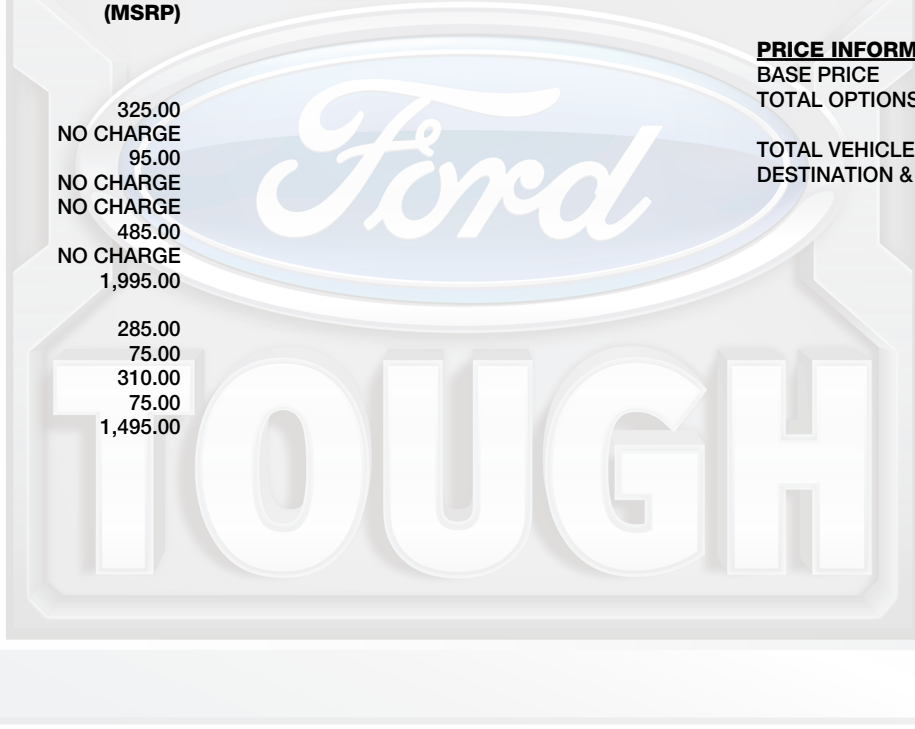 (MSRP)
325.00
NO CHARGE
95.00
NO CHARGE
NO CHARGE
485.00
NO CHARGE
1,995.00
285.00
75.00
310.00
75.00
1,495.00
PRICE INFORM
BASE PRICE
TOTAL OPTIONS
TOTAL VEHICLE
DESTINATION &
Ford
TOUGH